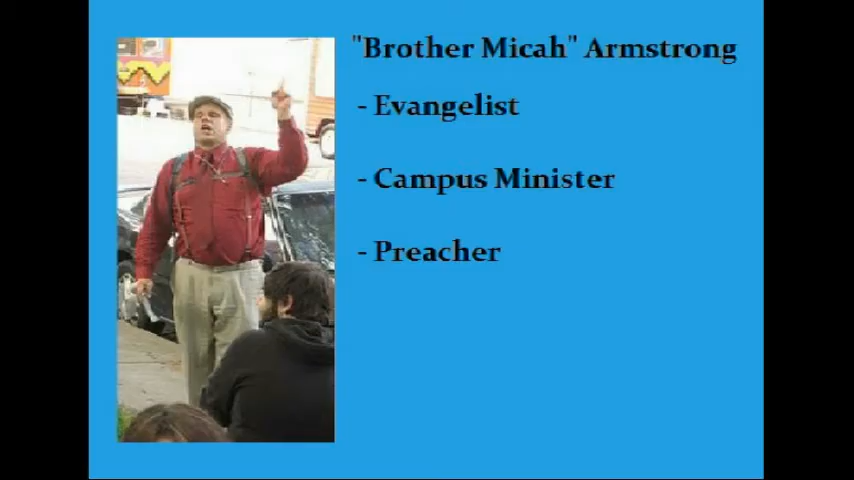 "Brother Micah" Armstrong
- Evangelist
- Campus Minister
- Preacher